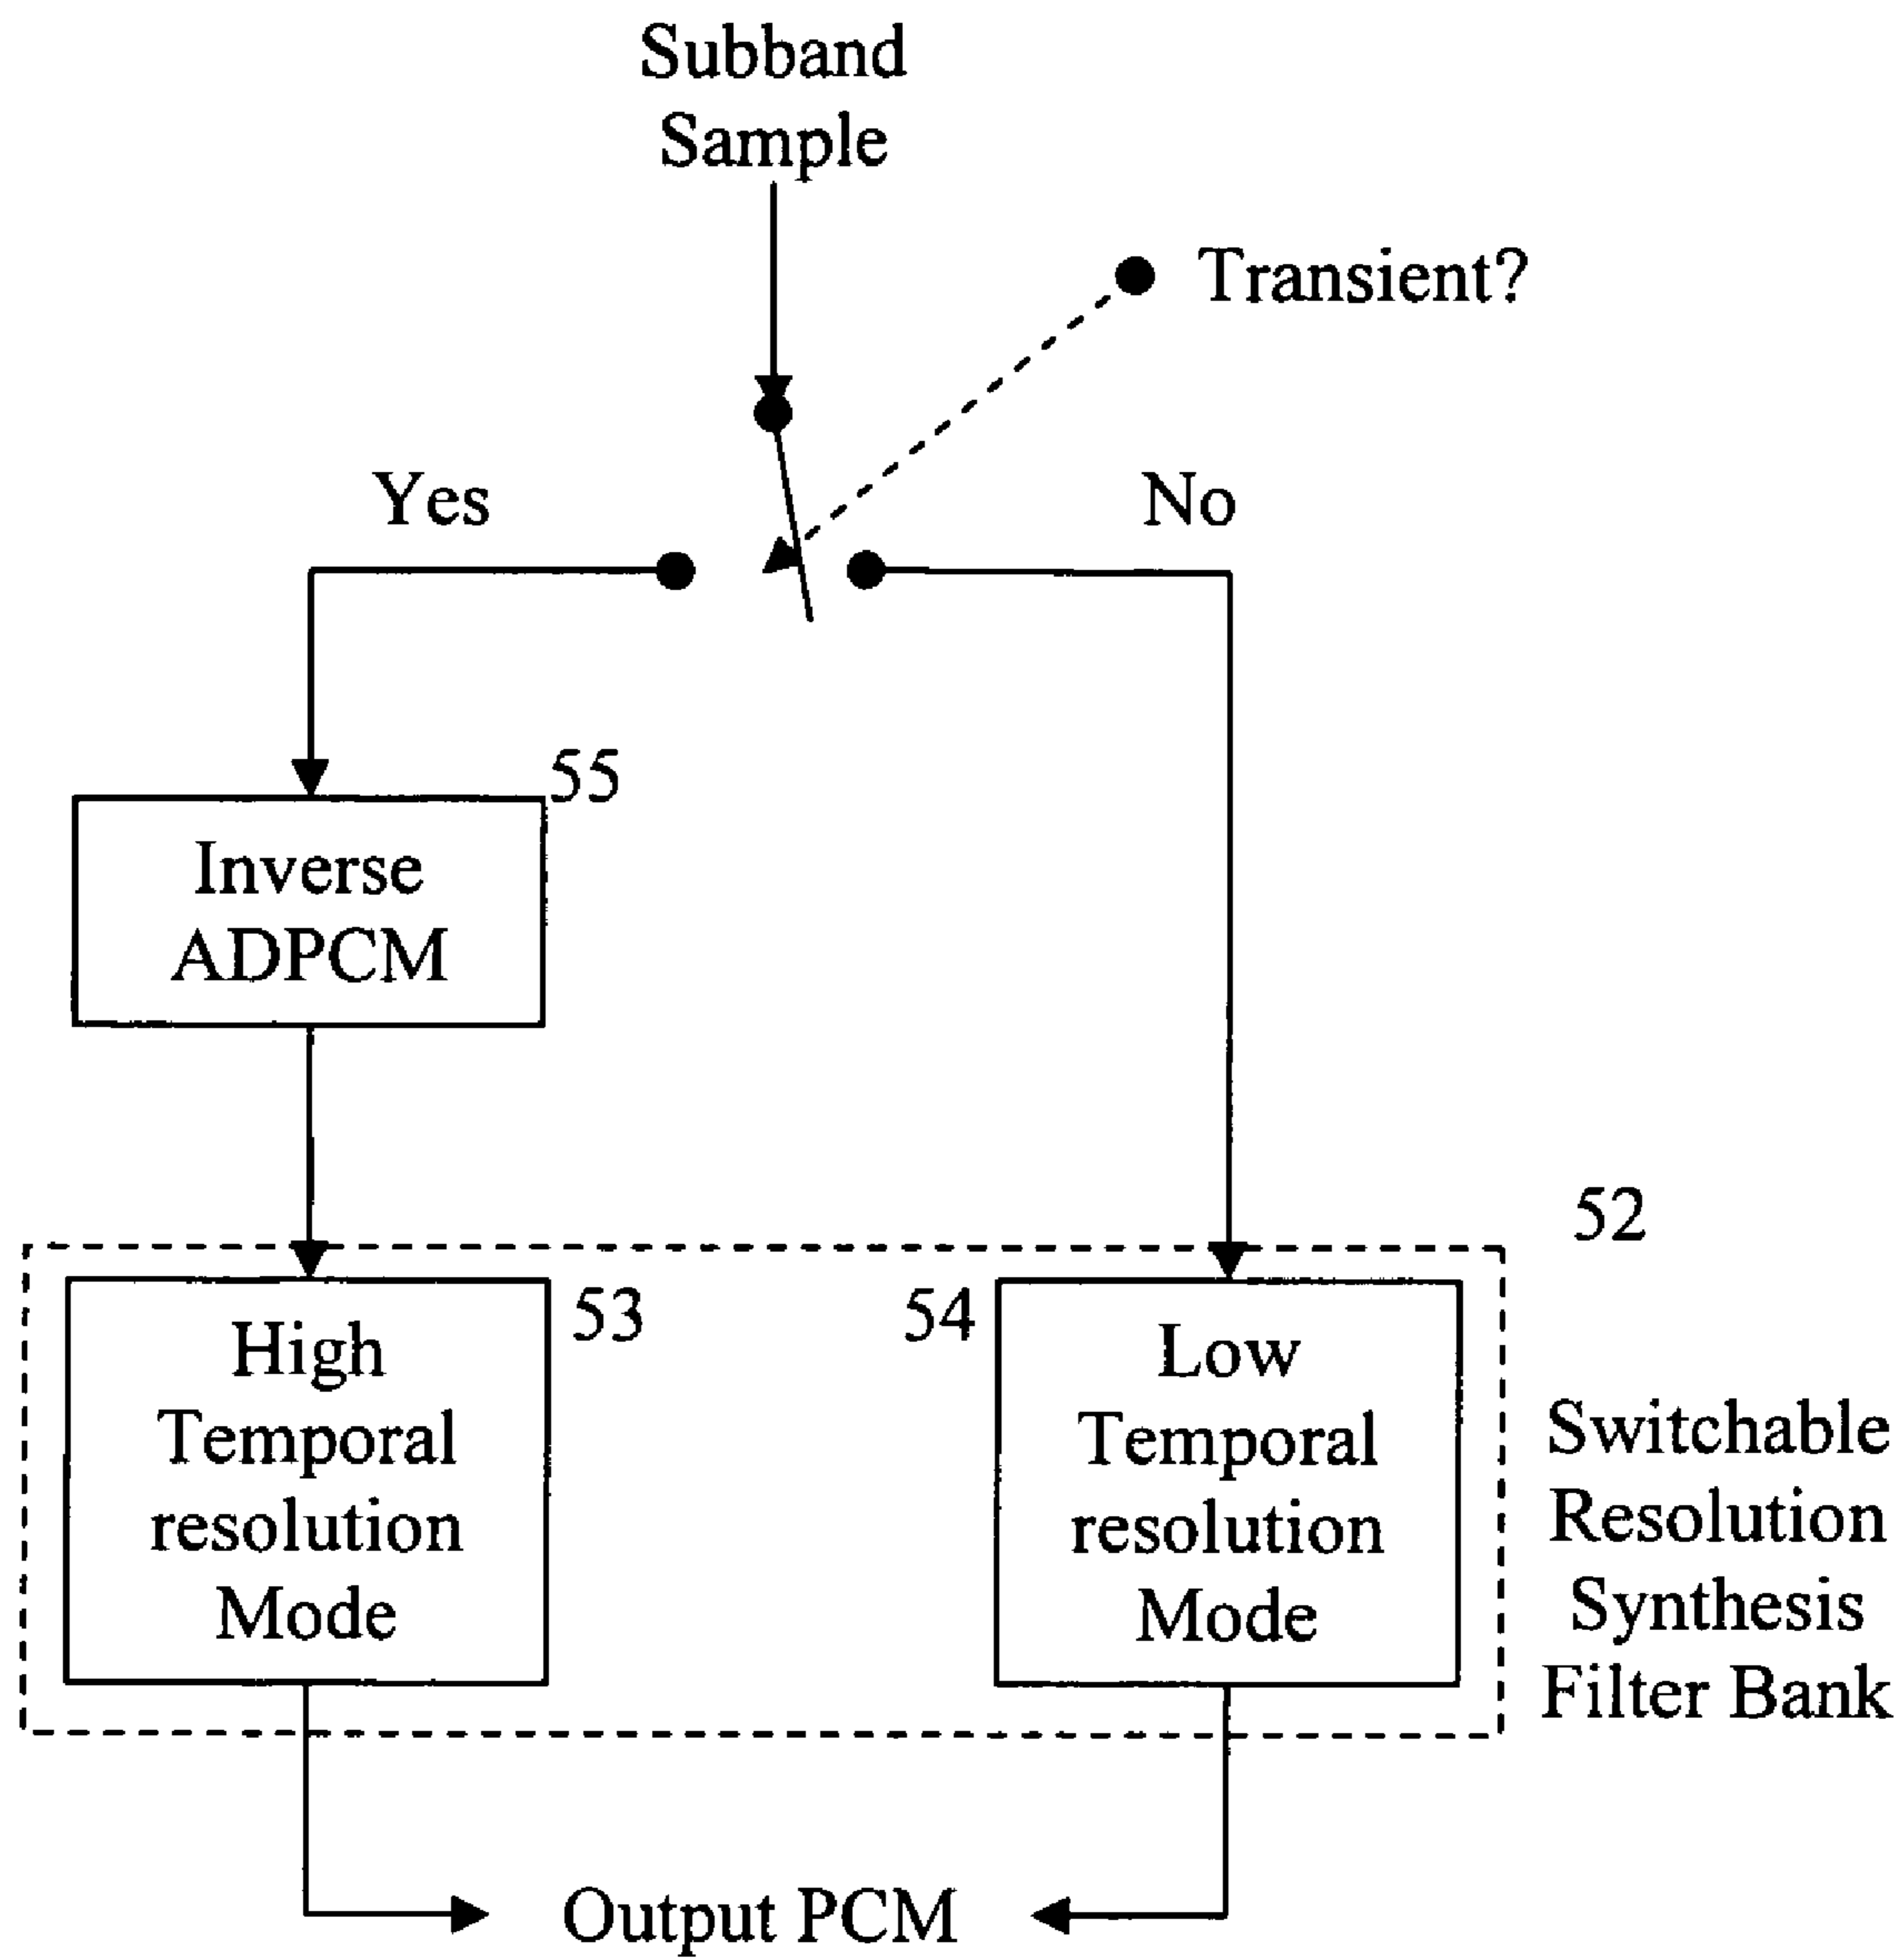 Subband
Sample
Transient?
Yes
No
55
Inverse
ADPCM
52
53
54
High
Temporal
resolution
Mode
Low
Temporal
resolution
Mode
Switchable
Resolution
Synthesis
Filter Bank
Output PCM